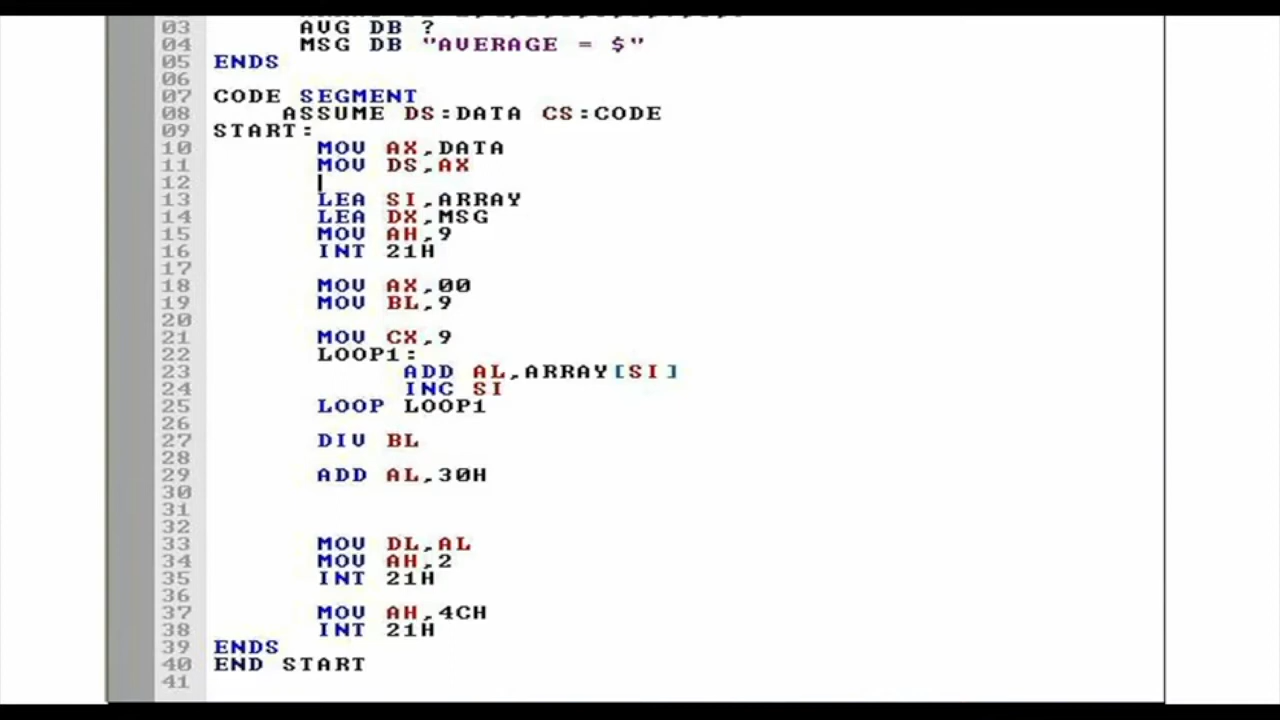 03 AVG DB ?
04 MSG DB "AVERAGE = $"
05 ENDS
06
07 CODE SEGMENT
08 ASSUME DS:DATA CS:CODE
09 START:
10 MOV AX,DATA
11 MOV DS,AX
12
13 LEA SI,ARRAY
14 LEA DX,MSG
15 MOV AH,9
16 INT 21H
17
18 MOV AX,00
19 MOV BL,9
20
21 MOV CX,9
22 LOOP1:
23 ADD AL,ARRAY[SI]
24 INC SI
25 LOOP LOOP1
26
27 DIV BL
28
29 ADD AL,30H
30
31
32
33 MOV DL,AL
34 MOV AH,2
35 INT 21H
36
37 MOV AH,4CH
38 INT 21H
39 ENDS
40 END START
41